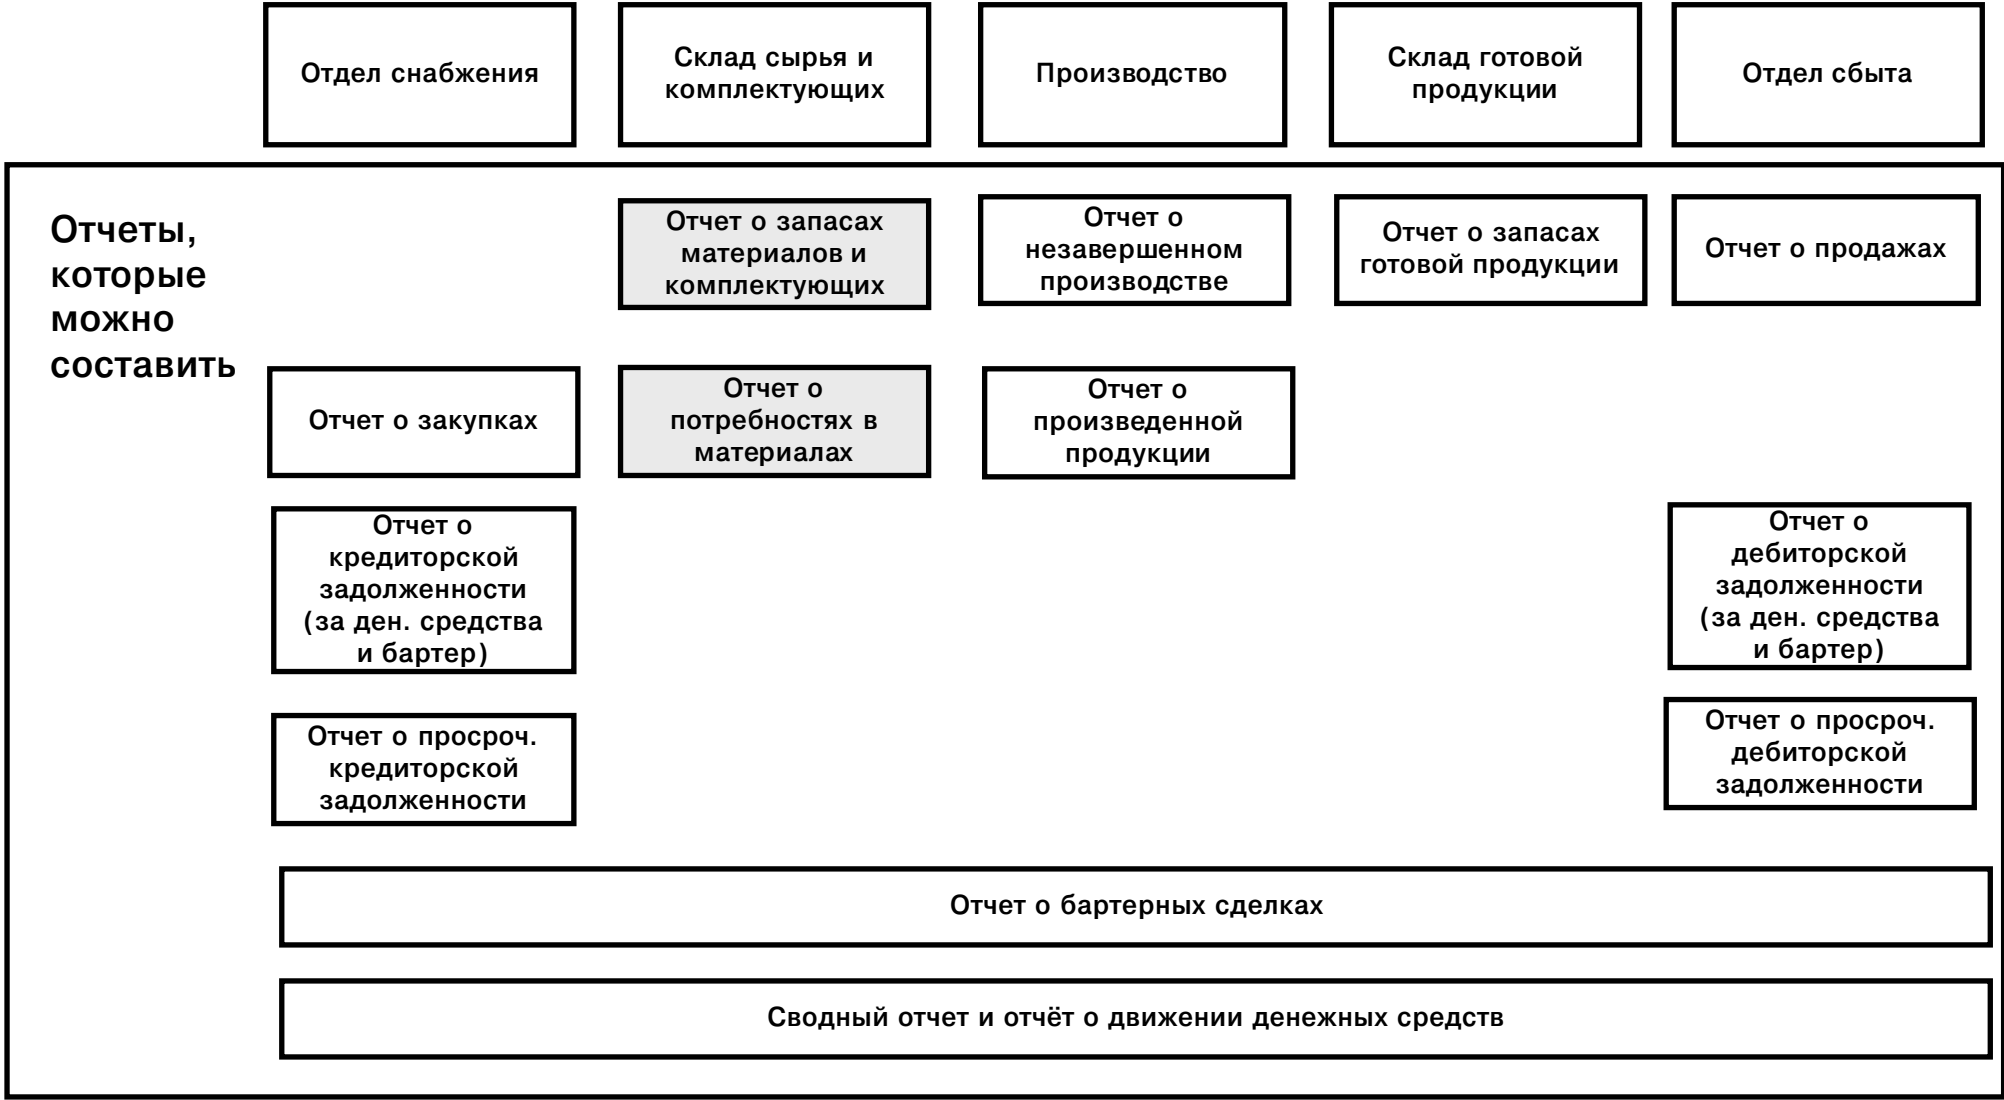 Отдел снабжения
Склад сырья и
комплектующих
Производство
Склад готовой
продукции
Отдел сбыта
Отчеты,
которые
можно
составить
Отчет о запасах
материалов и
комплектующих
Отчет о
незавершенном
производстве
Отчет о запасах
готовой продукции
Отчет о продажах
Отчет о закупках
Отчет о
потребностях в
материалах
Отчет о
произведенной
продукции
Отчет о
кредиторской
задолженности
(за ден. средства
и бартер)
Отчет о
дебиторской
задолженности
(за ден. средства
и бартер)
Отчет о просроч.
кредиторской
задолженности
Отчет о просроч.
дебиторской
задолженности
Отчет о бартерных сделках
Сводный отчет и отчёт о движении денежных средств